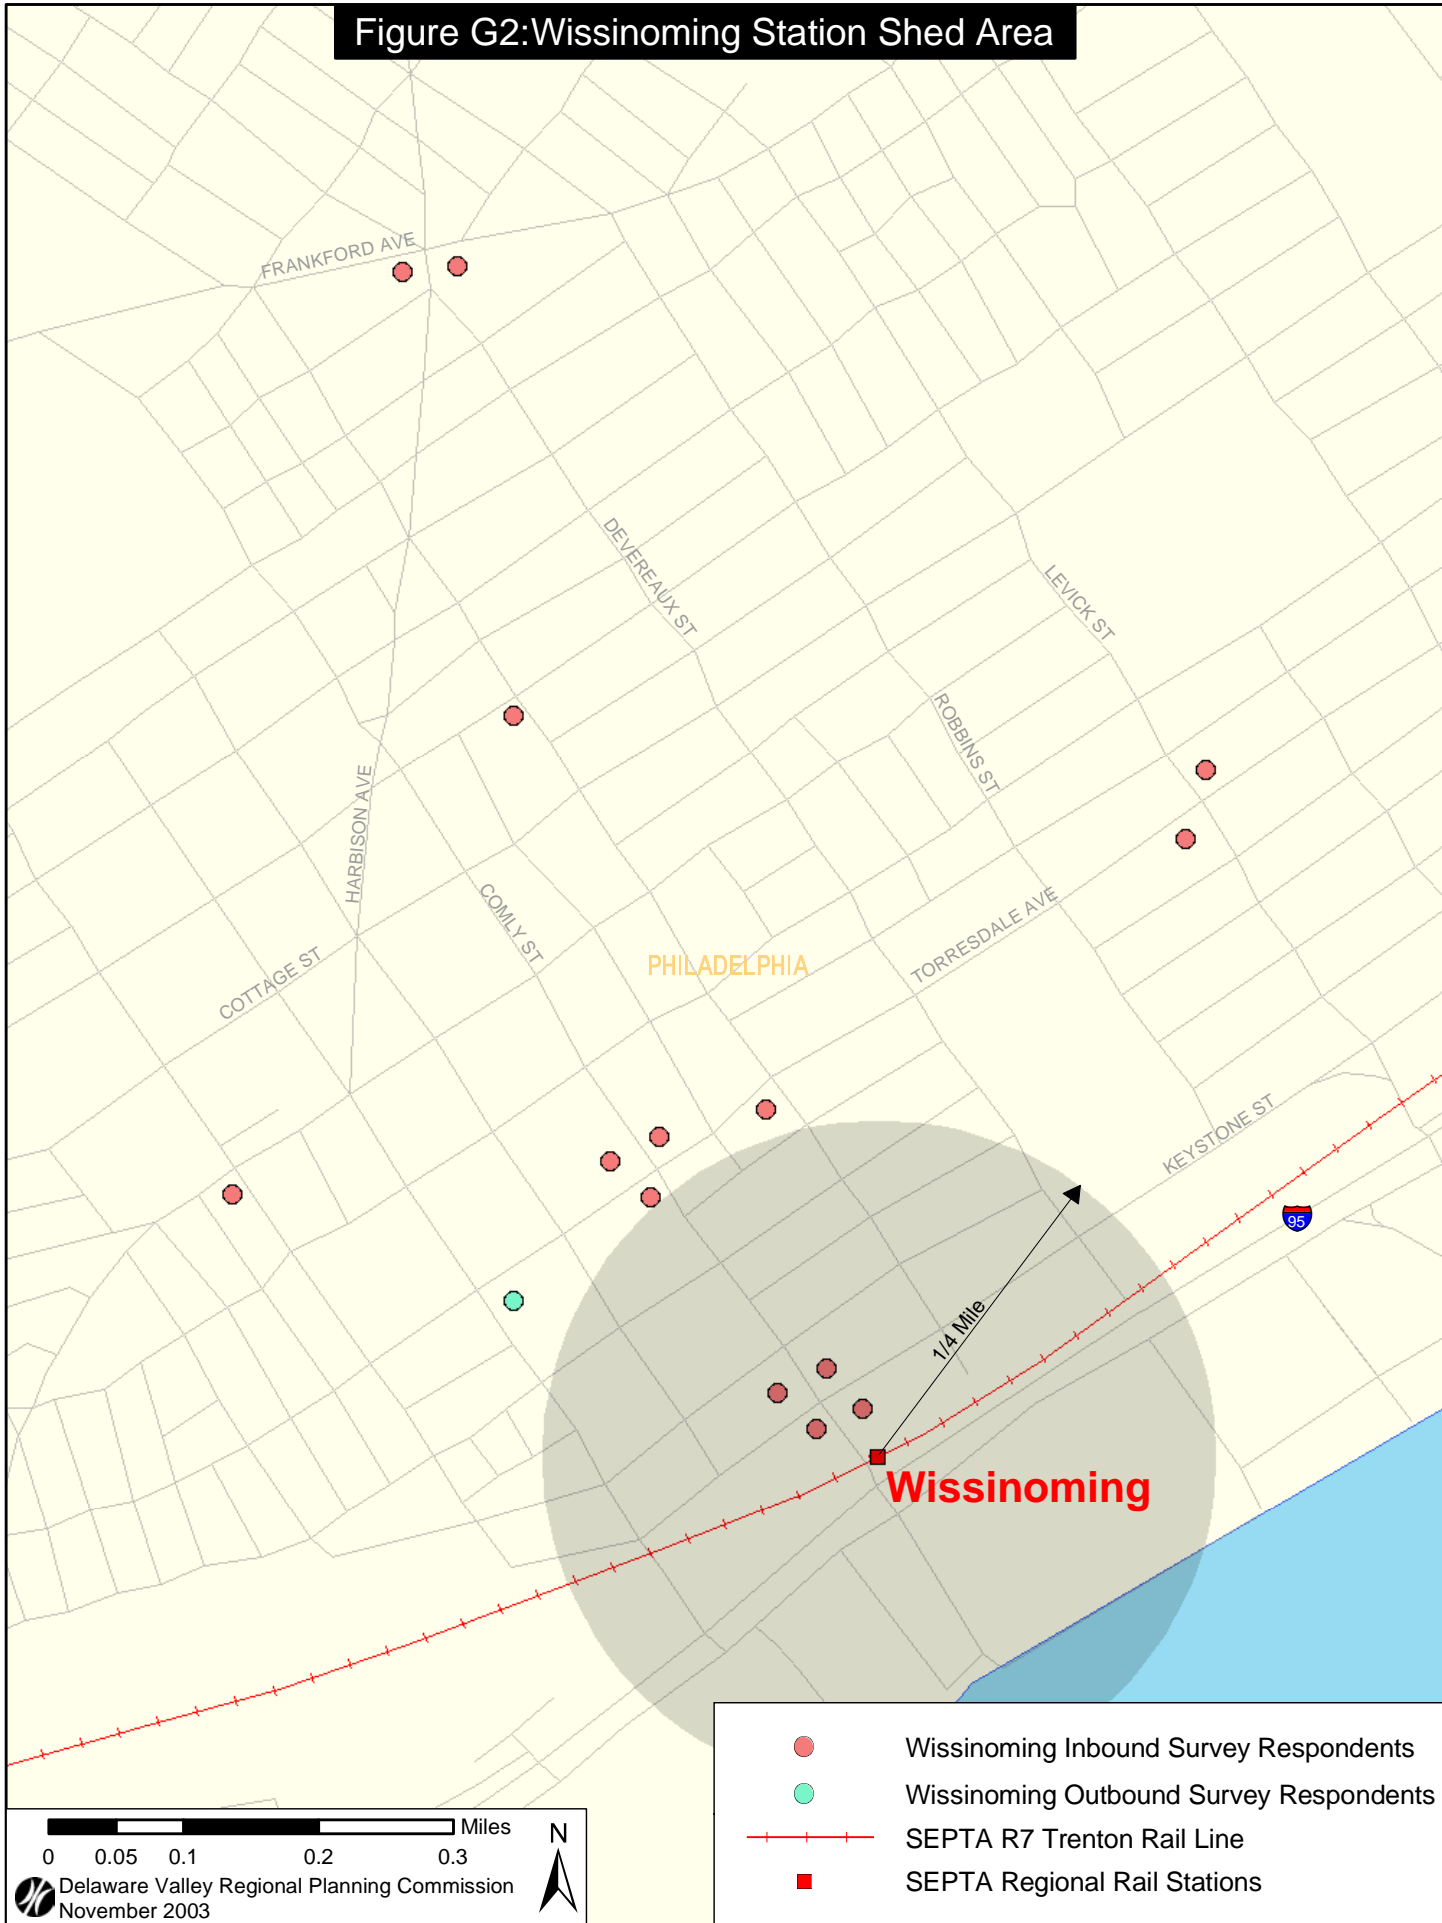 Figure G2:Wissinoming Station Shed Area
FRANKFORD AVE
DEVEREAUX ST
LEVICK ST
ROBBINS ST
HARBISON AVE
COMLY ST
COTTAGE ST
PHILADELPHIA
TORRESDALE AVE
KEYSTONE ST
95
1/4 Mile
Wissinoming
Wissinoming Inbound Survey Respondents
Wissinoming Outbound Survey Respondents
SEPTA R7 Trenton Rail Line
SEPTA Regional Rail Stations
Miles
N
0 0.05 0.1 0.2 0.3
Delaware Valley Regional Planning Commission
November 2003